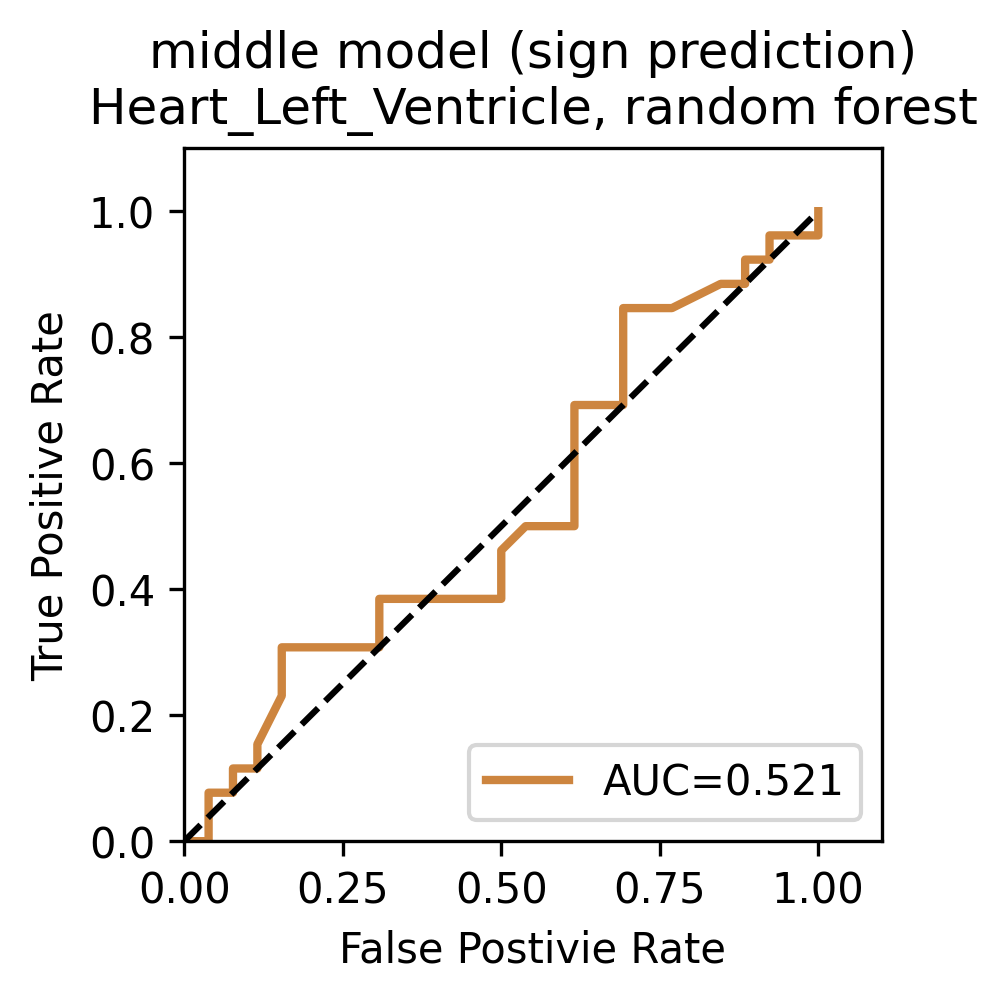 middle model (sign prediction)
Heart_Left_Ventricle, random forest
True Positive Rate
1.0
0.8
0.6
0.4
0.2
0.0
AUC=0.521
0.00 0.25 0.50 0.75 1.00
False Postivie Rate